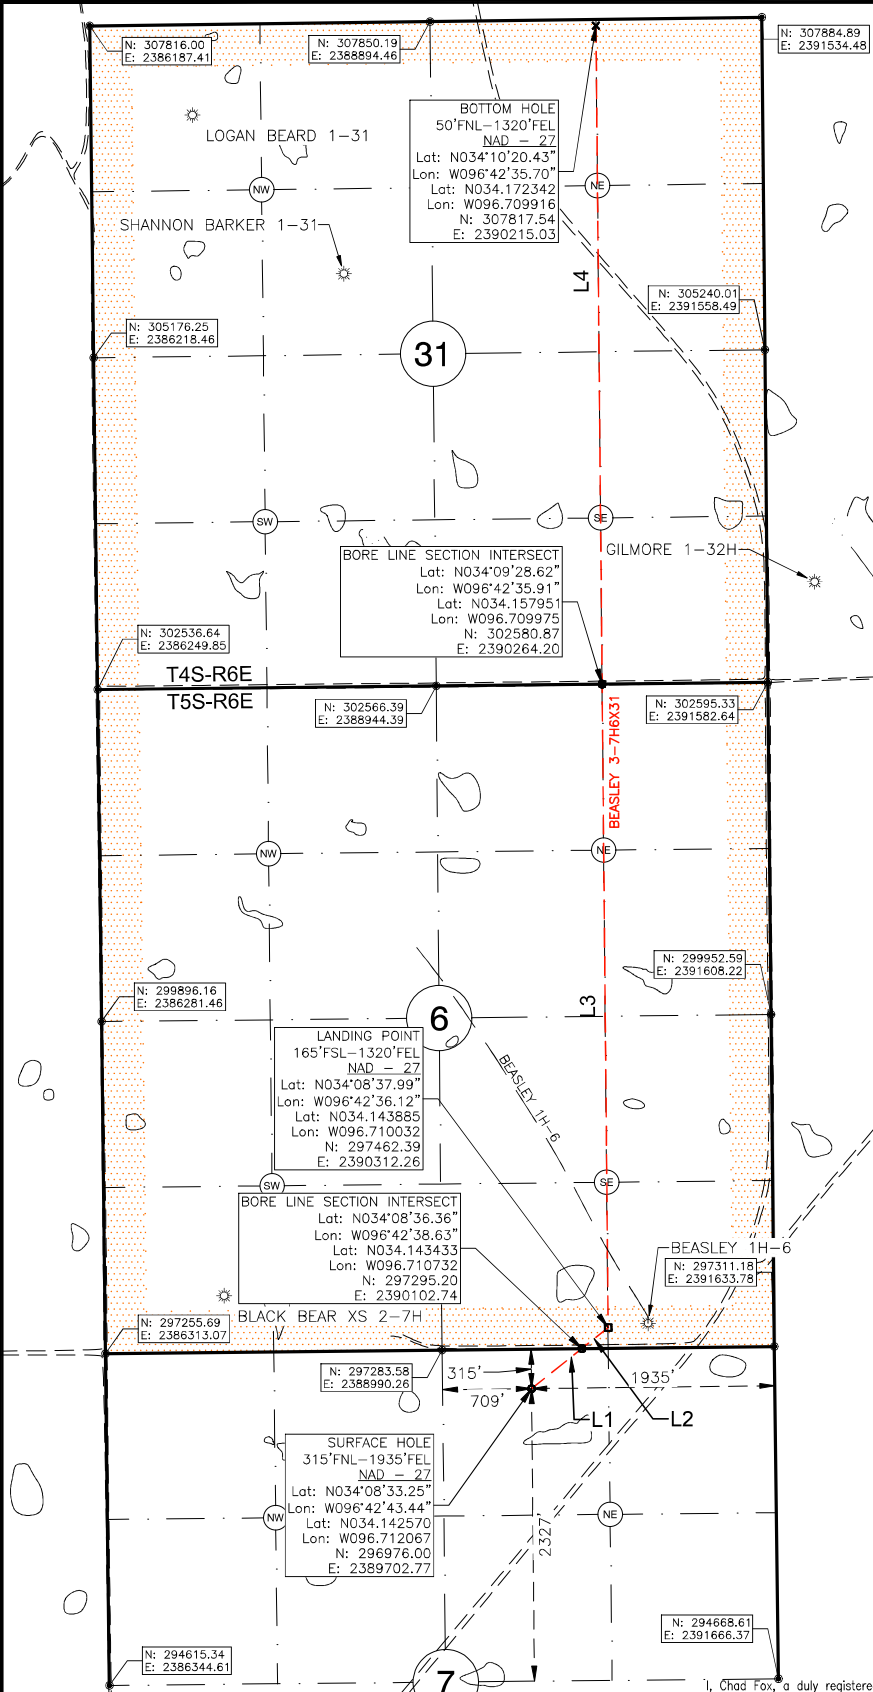 N: 307816.00
E: 2386187.41
N: 307850.19
E: 2388894.46
N: 307884.89
E: 2391534.48
LOGAN BEARD 1-31
BOTTOM HOLE
50'FNL-1320'FEL
NAD - 27
Lat: N034°10'20.43"
Lon: W096°42'35.70"
Lat: N034.172342
Lon: W096.709916
N: 307817.54
E: 2390215.03
NW
NE
SHANNON BARKER 1-31
L4
N: 305240.01
E: 2391558.49
N: 305176.25
E: 2386218.46
31
SW
SE
GILMORE 1-32H
BORE LINE SECTION INTERSECT
Lat: N034°09'28.62"
Lon: W096°42'35.91"
Lat: N034.157951
Lon: W096.709975
N: 302580.87
E: 2390264.20
N: 302536.64
E: 2386249.85
T4S-R6E
T5S-R6E
N: 302566.39
E: 2388944.39
N: 302595.33
E: 2391582.64
BEASLEY 3-7H6X31
NW
NE
N: 299952.59
E: 2391608.22
N: 299896.16
E: 2386281.46
L3
6
LANDING POINT
165'FSL-1320'FEL
NAD - 27
Lat: N034°08'37.99"
Lon: W096°42'36.12"
Lat: N034.143885
Lon: W096.710032
N: 297462.39
E: 2390312.26
BEASLEY 1H-6
SW
SE
BORE LINE SECTION INTERSECT
Lat: N034°08'36.36"
Lon: W096°42'38.63"
Lat: N034.143433
Lon: W096.710732
N: 297295.20
E: 2390102.74
BEASLEY 1H-6
N: 297311.18
E: 2391633.78
BLACK BEAR XS 2-7H
N: 297255.69
E: 2386313.07
N: 297283.58
E: 2388990.26
315'
709'
1935'
L1
L2
SURFACE HOLE
315'FNL-1935'FEL
NAD - 27
Lat: N034°08'33.25"
Lon: W096°42'43.44"
Lat: N034.142570
Lon: W096.712067
N: 296976.00
E: 2389702.77
NW
NE
2327'
N: 294668.61
E: 2391666.37
N: 294615.34
E: 2386344.61
7
I, Chad Fox, a duly registere